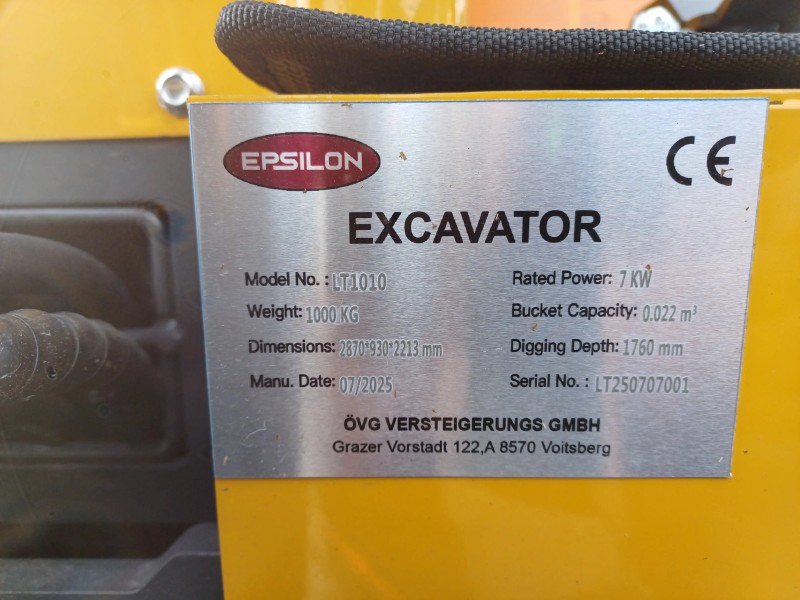 EPSILON
CE
EXCAVATOR
Model No. : LT1010
Rated Power: 7 KW
Weight: 1000 KG
Bucket Capacity: 0.022 m³
Dimensions: 2870*930*2213 mm
Digging Depth: 1760 mm
Manu. Date: 07/2025
Serial No. : LT250707001
ÖVG VERSTEIGERUNGS GMBH
Grazer Vorstadt 122,A 8570 Voitsberg